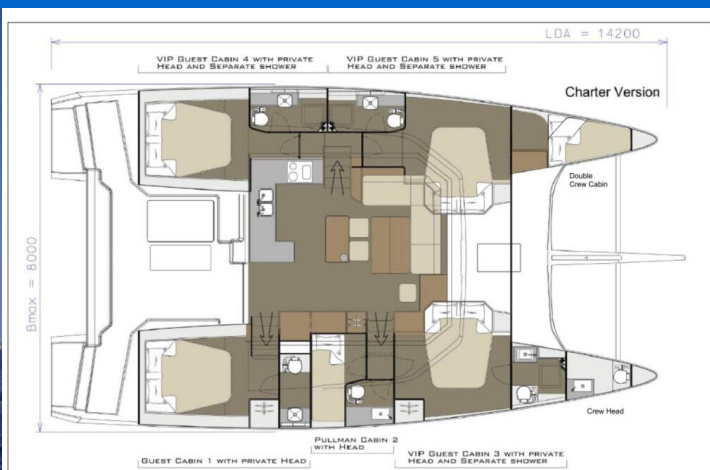 LOA = 14200
VIP Guest Cabin 4 with private
Head and Separate shower
VIP Guest Cabin 5 with private
Head and Separate shower
Charter Version
Double
Crew Cabin
Bmax = 8000
Crew Head
Pullman Cabin 2
with Head
Guest Cabin 1 with private Head
VIP Guest Cabin 3 with private
Head and Separate shower